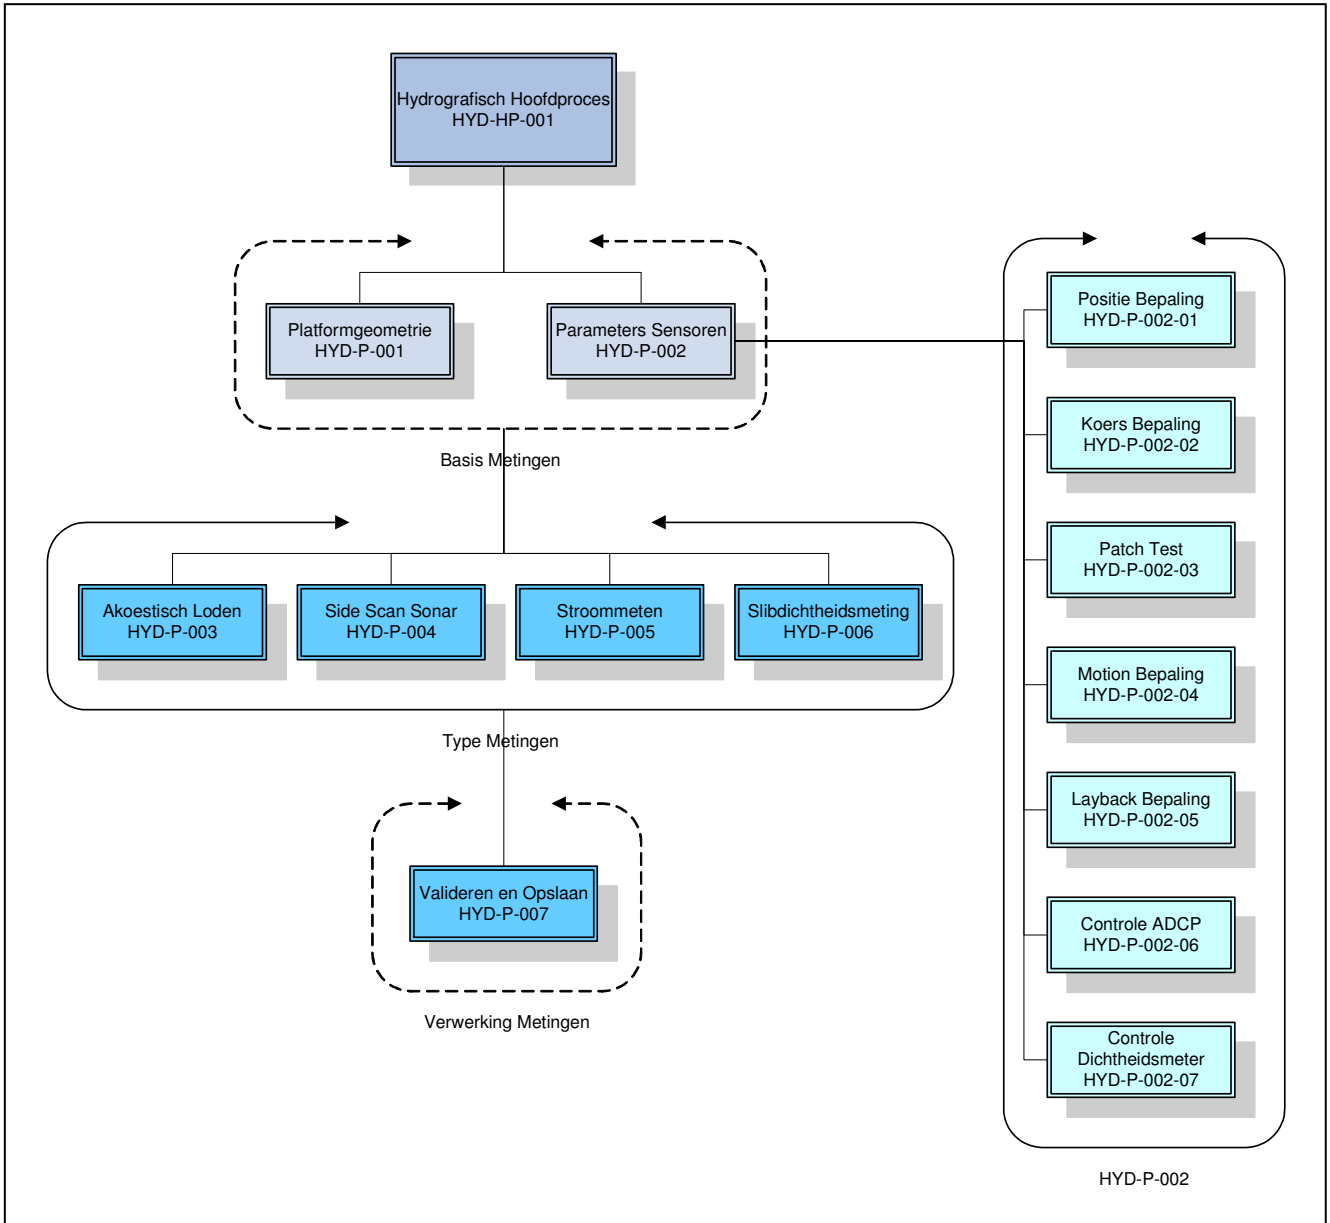 Hydrografisch Hoofdproces
HYD-HP-001
Platformgeometrie
HYD-P-001
Parameters Sensoren
HYD-P-002
Basis Metingen
Akoestisch Loden
HYD-P-003
Side Scan Sonar
HYD-P-004
Stroommeten
HYD-P-005
Slibdichtheidsmeting
HYD-P-006
Type Metingen
Valideren en Opslaan
HYD-P-007
Verwerking Metingen
Positie Bepaling
HYD-P-002-01
Koers Bepaling
HYD-P-002-02
Patch Test
HYD-P-002-03
Motion Bepaling
HYD-P-002-04
Layback Bepaling
HYD-P-002-05
Controle ADCP
HYD-P-002-06
Controle
Dichtheidsmeter
HYD-P-002-07
HYD-P-002